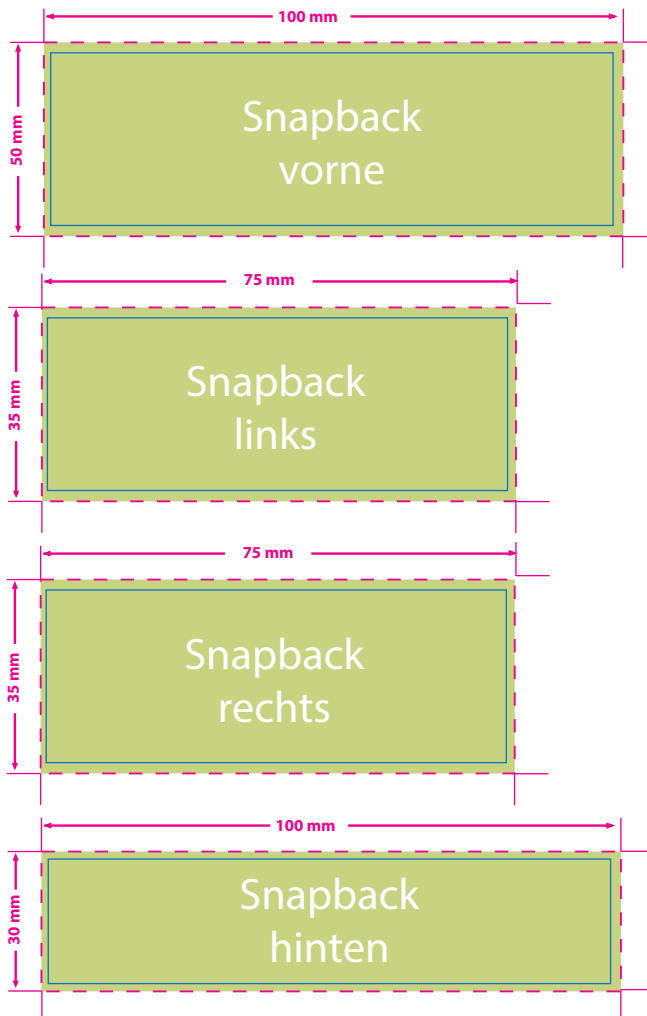 100 mm
50 mm
Snapback
vorne
75 mm
35 mm
Snapback
links
75 mm
35 mm
Snapback
rechts
100 mm
30 mm
Snapback
hinten